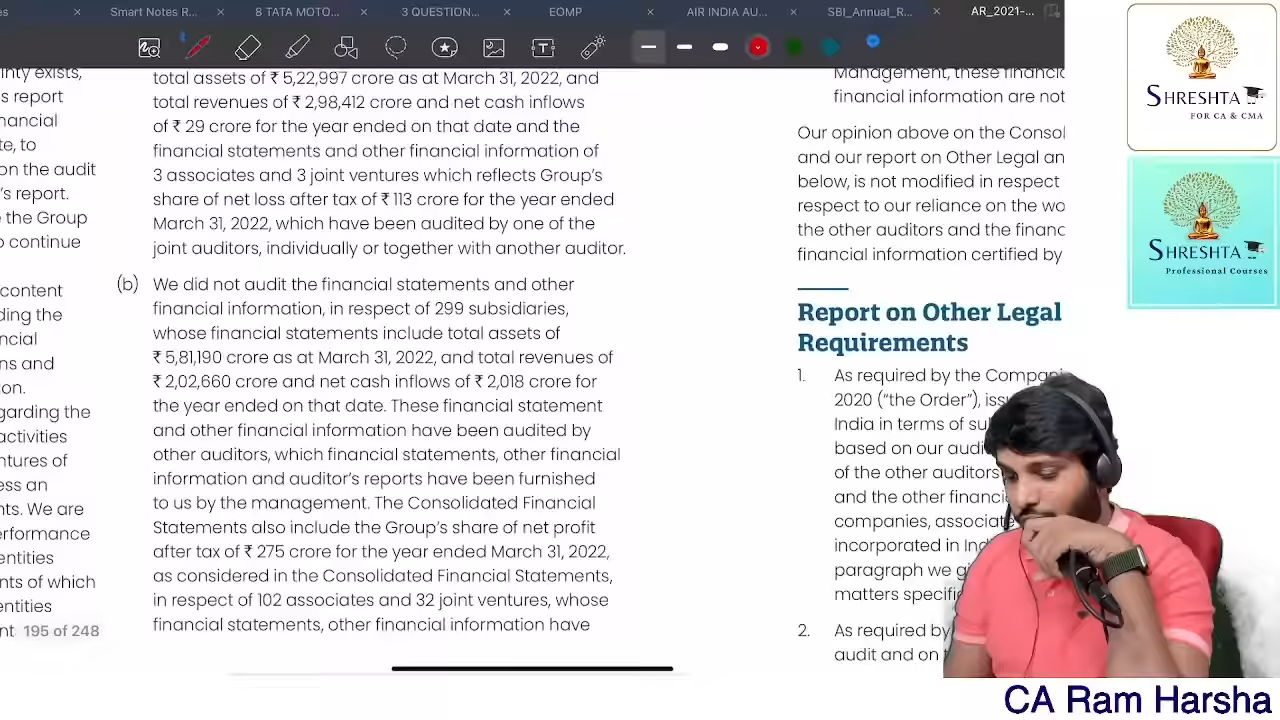 es
Smart Notes R...
8 TATA MOTO...
3 QUESTION...
EOMP
AIR INDIA AU...
SBI_Annual_R...
AR_2021-...
inty exists,
s report
nancial
te, to
on the audit
's report.
e the Group
o continue
content
ding the
ncial
ns and
on.
garding the
activities
ntures of
ess an
nts. We are
erformance
entities
nts of which
entities
nt
195 of 248
total assets of ₹ 5,22,997 crore as at March 31, 2022, and
total revenues of ₹ 2,98,412 crore and net cash inflows
of ₹ 29 crore for the year ended on that date and the
financial statements and other financial information of
3 associates and 3 joint ventures which reflects Group's
share of net loss after tax of ₹ 113 crore for the year ended
March 31, 2022, which have been audited by one of the
joint auditors, individually or together with another auditor.
(b) We did not audit the financial statements and other
financial information, in respect of 299 subsidiaries,
whose financial statements include total assets of
₹ 5,81,190 crore as at March 31, 2022, and total revenues of
₹ 2,02,660 crore and net cash inflows of ₹ 2,018 crore for
the year ended on that date. These financial statement
and other financial information have been audited by
other auditors, which financial statements, other financial
information and auditor's reports have been furnished
to us by the management. The Consolidated Financial
Statements also include the Group's share of net profit
after tax of ₹ 275 crore for the year ended March 31, 2022,
as considered in the Consolidated Financial Statements,
in respect of 102 associates and 32 joint ventures, whose
financial statements, other financial information have
Management, these financi
financial information are not
Our opinion above on the Consol
and our report on Other Legal an
below, is not modified in respect
respect to our reliance on the wo
the other auditors and the financ
financial information certified by
Report on Other Legal
Requirements
1. As required by the Compani
2020 ("the Order"), iss
India in terms of su
based on our audi
of the other auditors
and the other financi
companies, associate
incorporated in Ind
paragraph we gi
matters specifi
2. As required by
audit and on
SHRESHTA
FOR CA & CMA
SHRESHTA
Professional Courses
CA Ram Harsha